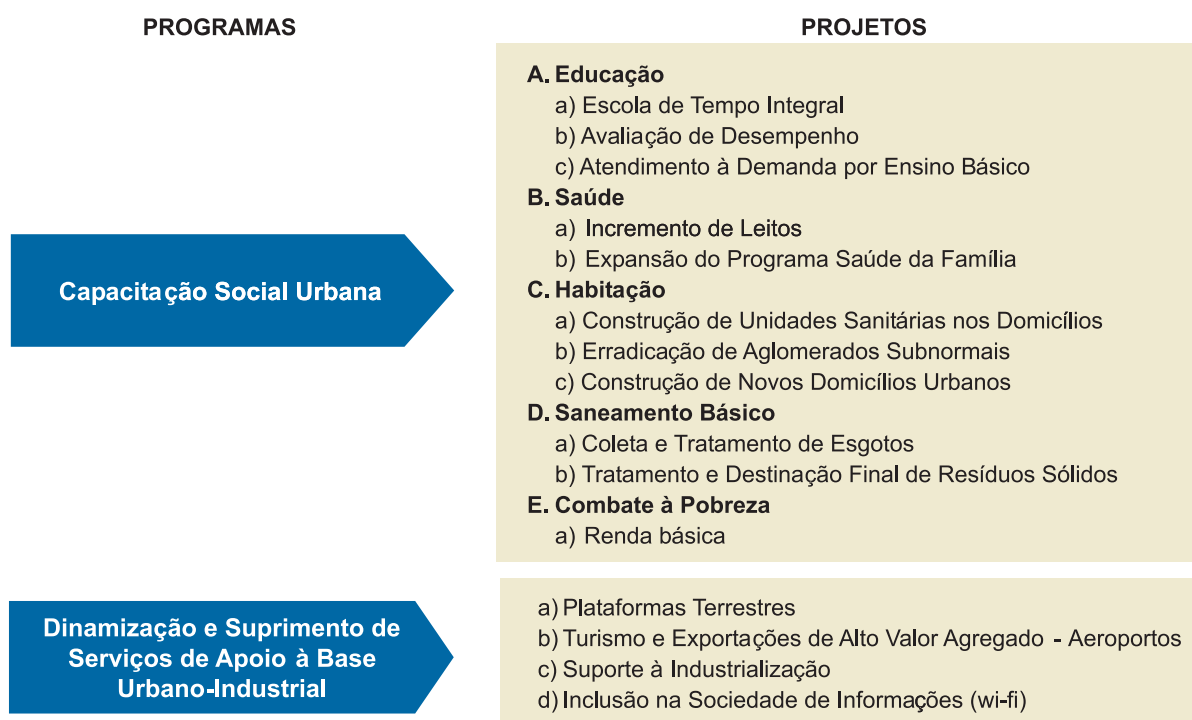 PROGRAMAS
PROJETOS
Capacitação Social Urbana
A. Educação
a) Escola de Tempo Integral
b) Avaliação de Desempenho
c) Atendimento à Demanda por Ensino Básico
B. Saúde
a) Incremento de Leitos
b) Expansão do Programa Saúde da Família
C. Habitação
a) Construção de Unidades Sanitárias nos Domicílios
b) Erradicação de Aglomerados Subnormais
c) Construção de Novos Domicílios Urbanos
D. Saneamento Básico
a) Coleta e Tratamento de Esgotos
b) Tratamento e Destinação Final de Resíduos Sólidos
E. Combate à Pobreza
a) Renda básica
Dinamização e Suprimento de
Serviços de Apoio à Base
Urbano-Industrial
a) Plataformas Terrestres
b) Turismo e Exportações de Alto Valor Agregado - Aeroportos
c) Suporte à Industrialização
d) Inclusão na Sociedade de Informações (wi-fi)